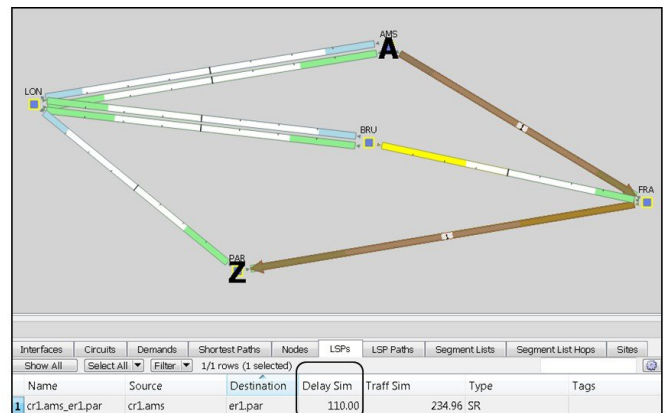 AMS
A
LON
1
BRU
FRA
1
PAR
Z
Interfaces Circuits Demands Shortest Paths Nodes LSPs LSP Paths Segment Lists Segment List Hops Sites
Show All Select All Filter 1/1 rows (1 selected)
Name Source Destination Delay Sim Traff Sim Type Tags
1 cr1.ams_er1.par cr1.ams er1.par 110.00 234.96 SR